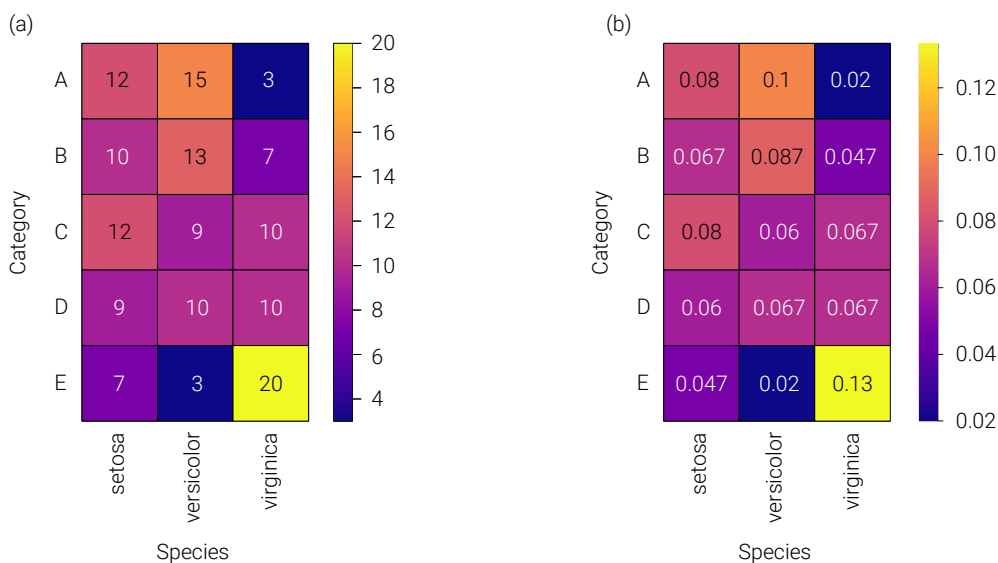 (a)
Category
A 12 15 3
B 10 13 7
C 12 9 10
D 9 10 10
E 7 3 20
setosa versicolor virginica
Species
20
18
16
14
12
10
8
6
4
(b)
Category
A 0.08 0.1 0.02
B 0.067 0.087 0.047
C 0.08 0.06 0.067
D 0.06 0.067 0.067
E 0.047 0.02 0.13
setosa versicolor virginica
Species
0.12
0.10
0.08
0.06
0.04
0.02